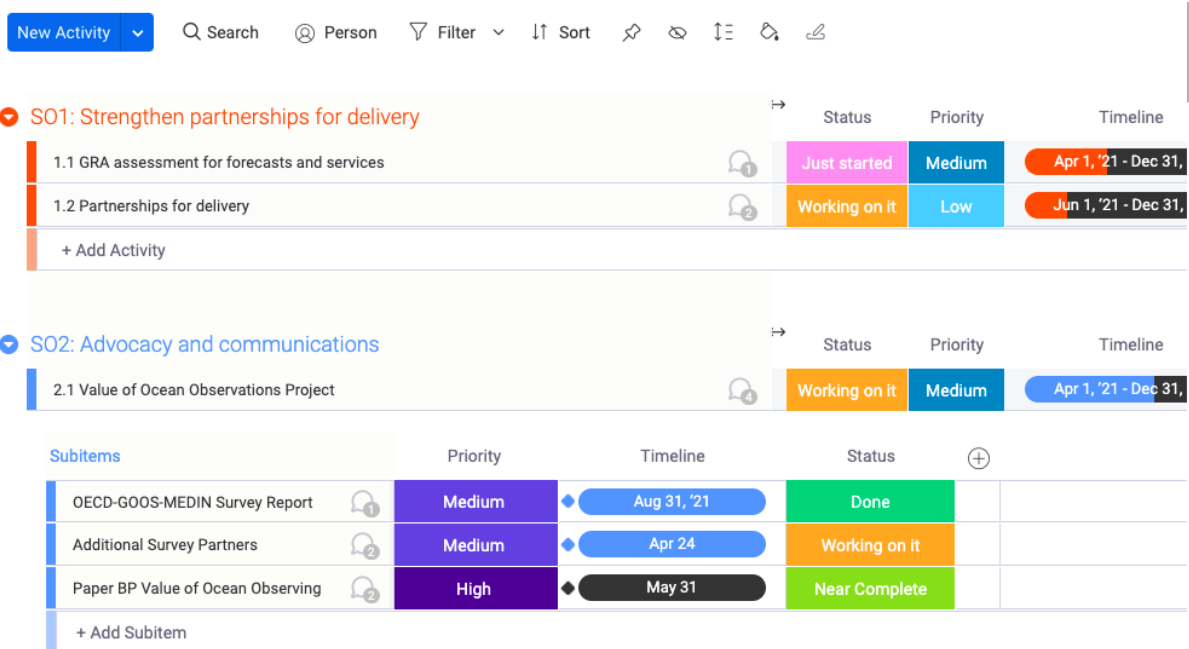 New Activity Search Person Filter Sort
SO1: Strengthen partnerships for delivery Status Priority Timeline
1.1 GRA assessment for forecasts and services 1 Just started Medium Apr 1, '21 - Dec 31,
1.2 Partnerships for delivery 2 Working on it Low Jun 1, '21 - Dec 31,
+ Add Activity
SO2: Advocacy and communications Status Priority Timeline
2.1 Value of Ocean Observations Project 4 Working on it Medium Apr 1, '21 - Dec 31,
Subitems Priority Timeline Status
OECD-GOOS-MEDIN Survey Report 1 Medium Aug 31, '21 Done
Additional Survey Partners 2 Medium Apr 24 Working on it
Paper BP Value of Ocean Observing 2 High May 31 Near Complete
+ Add Subitem